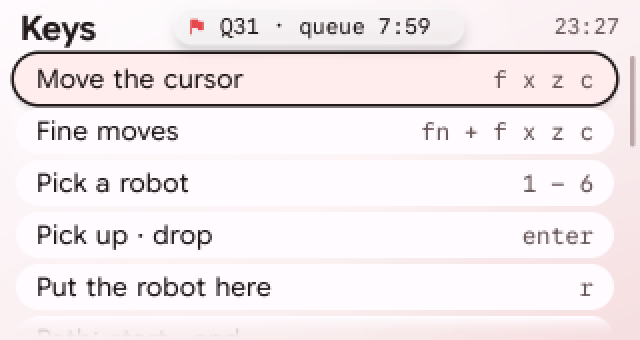 Keys
Q31 · queue 7:59
23:27
Move the cursor f x z c
Fine moves fn + f x z c
Pick a robot 1 – 6
Pick up · drop enter
Put the robot here r